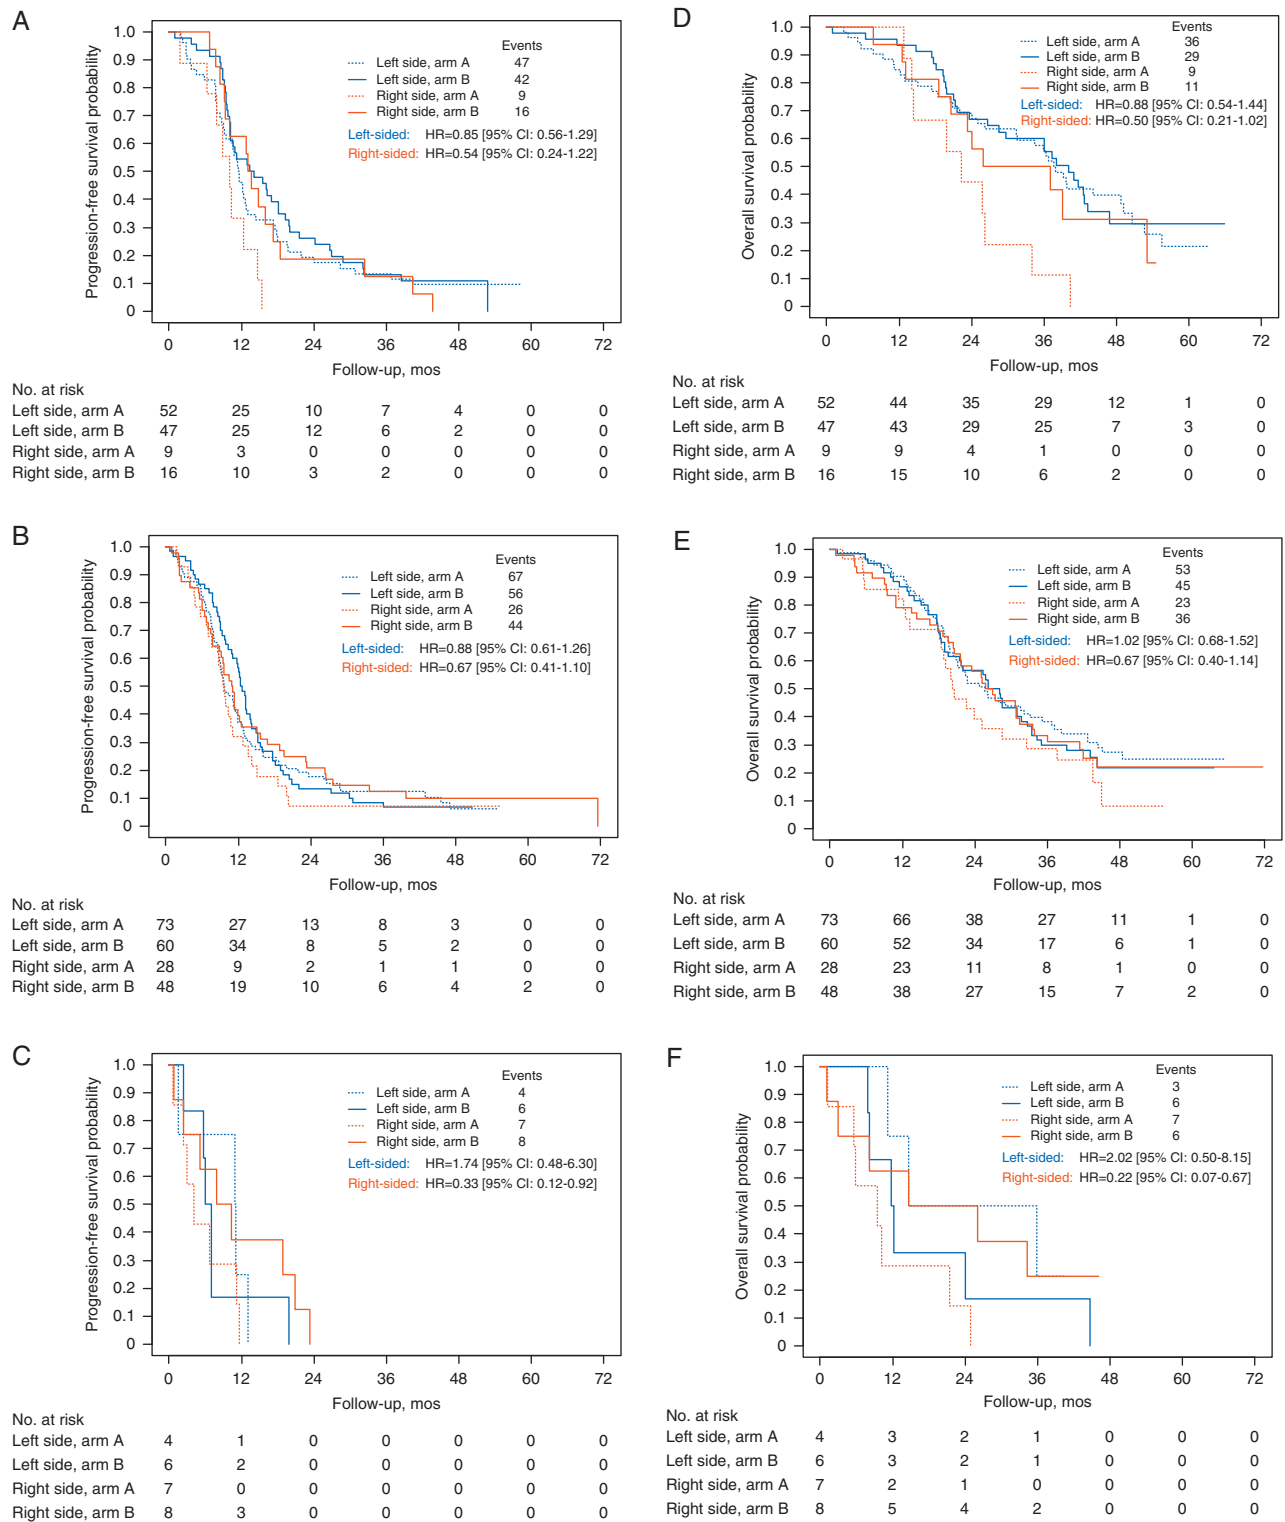 A
Progression-free survival probability
1.0
0.9
0.8
0.7
0.6
0.5
0.4
0.3
0.2
0.1
0
Events
Left side, arm A 47
Left side, arm B 42
Right side, arm A 9
Right side, arm B 16
Left-sided: HR=0.85 [95% CI: 0.56-1.29]
Right-sided: HR=0.54 [95% CI: 0.24-1.22]
0 12 24 36 48 60 72
Follow-up, mos
No. at risk
Left side, arm A 52 25 10 7 4 0 0
Left side, arm B 47 25 12 6 2 0 0
Right side, arm A 9 3 0 0 0 0 0
Right side, arm B 16 10 3 2 0 0 0
D
Overall survival probability
1.0
0.9
0.8
0.7
0.6
0.5
0.4
0.3
0.2
0.1
0
Events
Left side, arm A 36
Left side, arm B 29
Right side, arm A 9
Right side, arm B 11
Left-sided: HR=0.88 [95% CI: 0.54-1.44]
Right-sided: HR=0.50 [95% CI: 0.21-1.02]
0 12 24 36 48 60 72
Follow-up, mos
No. at risk
Left side, arm A 52 44 35 29 12 1 0
Left side, arm B 47 43 29 25 7 3 0
Right side, arm A 9 9 4 1 0 0 0
Right side, arm B 16 15 10 6 2 0 0
B
Progression-free survival probability
1.0
0.9
0.8
0.7
0.6
0.5
0.4
0.3
0.2
0.1
0
Events
Left side, arm A 67
Left side, arm B 56
Right side, arm A 26
Right side, arm B 44
Left-sided: HR=0.88 [95% CI: 0.61-1.26]
Right-sided: HR=0.67 [95% CI: 0.41-1.10]
0 12 24 36 48 60 72
Follow-up, mos
No. at risk
Left side, arm A 73 27 13 8 3 0 0
Left side, arm B 60 34 8 5 2 0 0
Right side, arm A 28 9 2 1 1 0 0
Right side, arm B 48 19 10 6 4 2 0
E
Overall survival probability
1.0
0.9
0.8
0.7
0.6
0.5
0.4
0.3
0.2
0.1
0
Events
Left side, arm A 53
Left side, arm B 45
Right side, arm A 23
Right side, arm B 36
Left-sided: HR=1.02 [95% CI: 0.68-1.52]
Right-sided: HR=0.67 [95% CI: 0.40-1.14]
0 12 24 36 48 60 72
Follow-up, mos
No. at risk
Left side, arm A 73 66 38 27 11 1 0
Left side, arm B 60 52 34 17 6 1 0
Right side, arm A 28 23 11 8 1 0 0
Right side, arm B 48 38 27 15 7 2 0
C
Progression-free survival probability
1.0
0.9
0.8
0.7
0.6
0.5
0.4
0.3
0.2
0.1
0
Events
Left side, arm A 4
Left side, arm B 6
Right side, arm A 7
Right side, arm B 8
Left-sided: HR=1.74 [95% CI: 0.48-6.30]
Right-sided: HR=0.33 [95% CI: 0.12-0.92]
0 12 24 36 48 60 72
Follow-up, mos
No. at risk
Left side, arm A 4 1 0 0 0 0 0
Left side, arm B 6 2 0 0 0 0 0
Right side, arm A 7 0 0 0 0 0 0
Right side, arm B 8 3 0 0 0 0 0
F
Overall survival probability
1.0
0.9
0.8
0.7
0.6
0.5
0.4
0.3
0.2
0.1
0
Events
Left side, arm A 3
Left side, arm B 6
Right side, arm A 7
Right side, arm B 6
Left-sided: HR=2.02 [95% CI: 0.50-8.15]
Right-sided: HR=0.22 [95% CI: 0.07-0.67]
0 12 24 36 48 60 72
Follow-up, mos
No. at risk
Left side, arm A 4 3 2 1 0 0 0
Left side, arm B 6 3 2 1 0 0 0
Right side, arm A 7 2 1 0 0 0 0
Right side, arm B 8 5 4 2 0 0 0